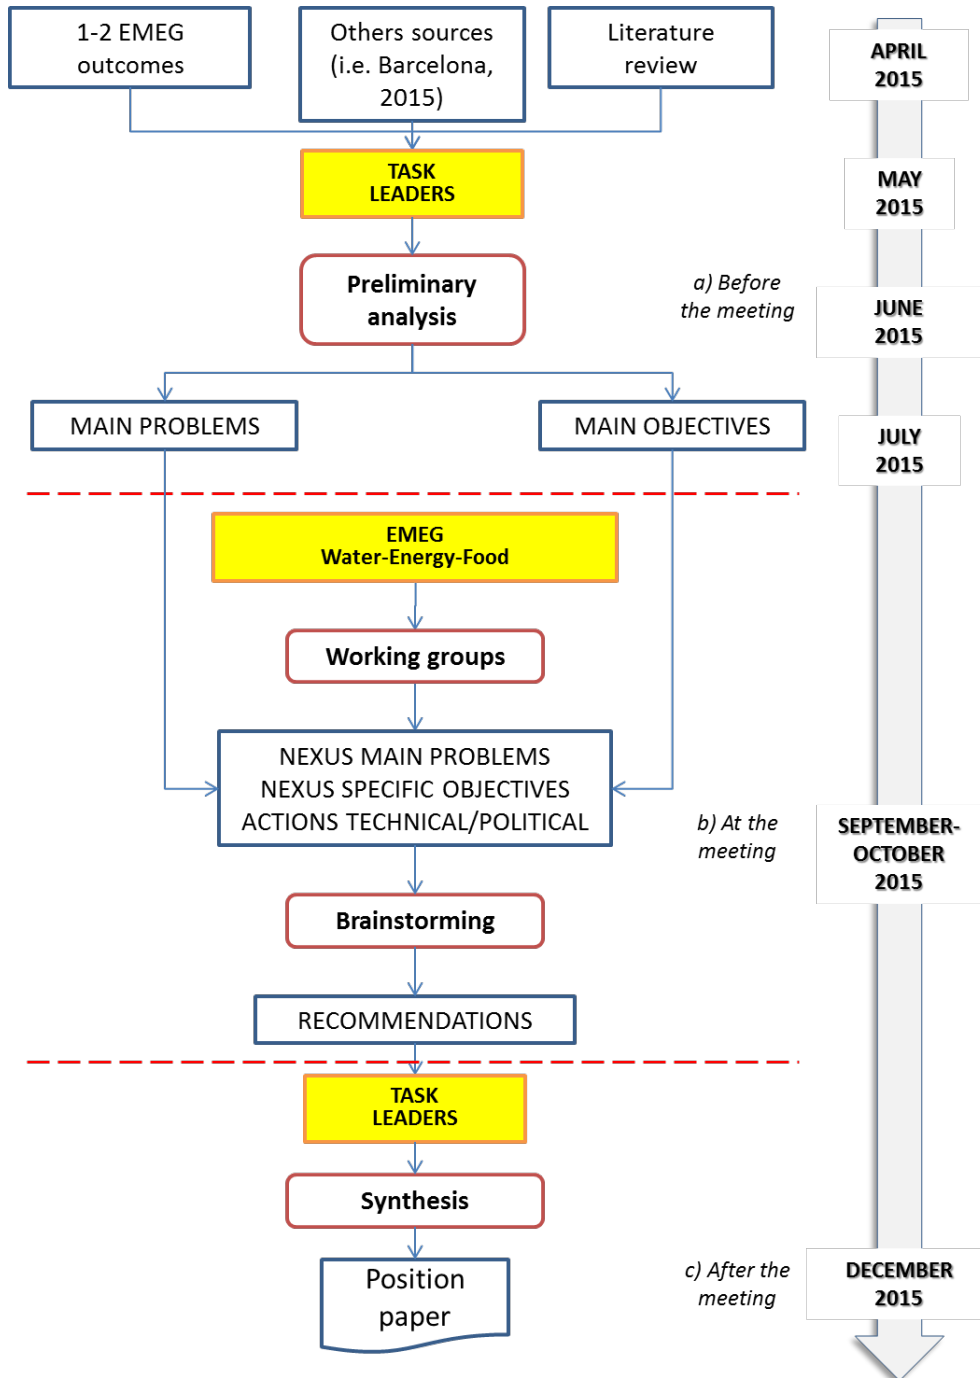 1-2 EMEG
outcomes
Others sources
(i.e. Barcelona,
2015)
Literature
review
APRIL
2015
TASK
LEADERS
MAY
2015
Preliminary
analysis
a) Before
the meeting
JUNE
2015
MAIN PROBLEMS
MAIN OBJECTIVES
JULY
2015
EMEG
Water-Energy-Food
Working groups
NEXUS MAIN PROBLEMS
NEXUS SPECIFIC OBJECTIVES
ACTIONS TECHNICAL/POLITICAL
b) At the
meeting
SEPTEMBER-
OCTOBER
2015
Brainstorming
RECOMMENDATIONS
TASK
LEADERS
Synthesis
Position
paper
c) After the
meeting
DECEMBER
2015